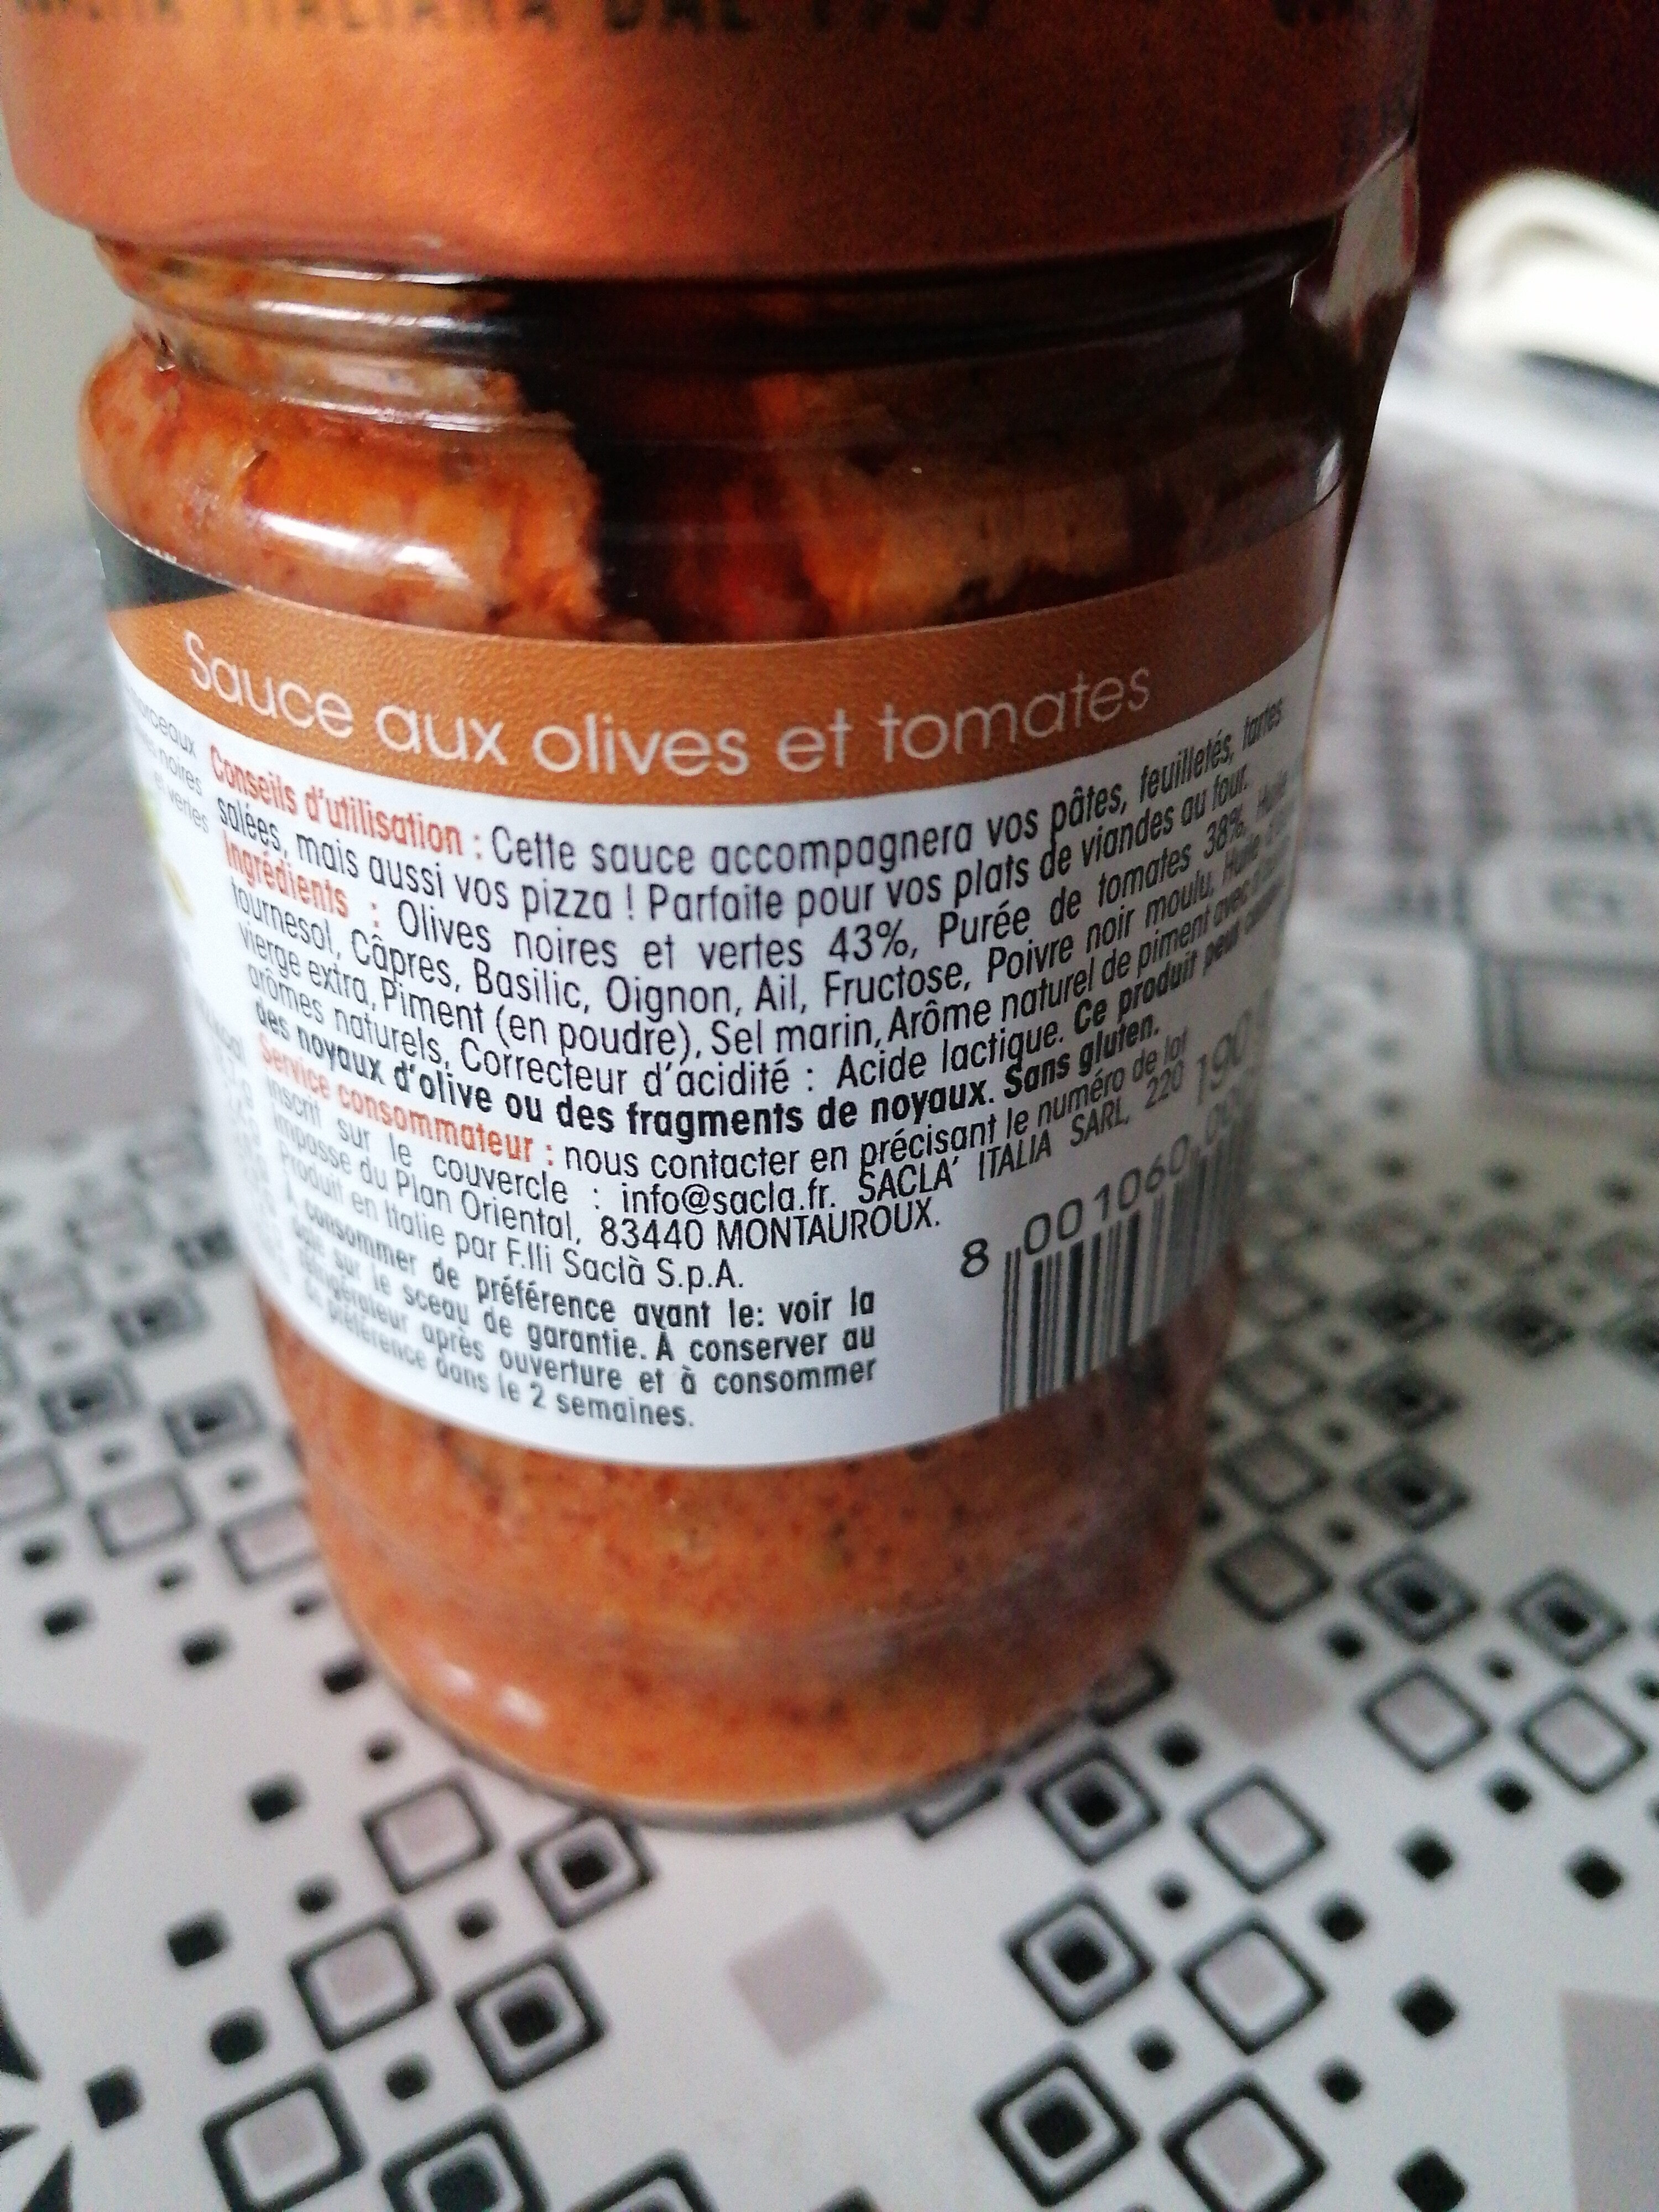 ITALIANA DAL
Sauce aux olives et tomates
morceaux
noires
et vertes
Conseils d'utilisation : Cette sauce accompagnera vos pâtes, feuilletés, tartes
salées, mais aussi vos pizza ! Parfaite pour vos plats de viandes au four.
Ingrédients : Olives noires et vertes 43%, Purée de tomates 38%, Huile
tournesol, Câpres, Basilic, Oignon, Ail, Fructose, Poivre noir moulu, Huile
vierge extra, Piment (en poudre), Sel marin, Arôme naturel de piment avec
arômes naturels, Correcteur d'acidité : Acide lactique. Ce produit peut
des noyaux d'olive ou des fragments de noyaux. Sans gluten.
Service consommateur : nous contacter en précisant le numéro de lot
inscrit sur le couvercle : info@sacla.fr. SACLA' ITALIA SARL, 220
Impasse du Plan Oriental, 83440 MONTAUROUX.
Produit en Italie par F.lli Saclà S.p.A.
À consommer de préférence avant le: voir la
date sur le sceau de garantie. À conserver au
réfrigérateur après ouverture et à consommer
de préférence dans le 2 semaines.
190
8 001060